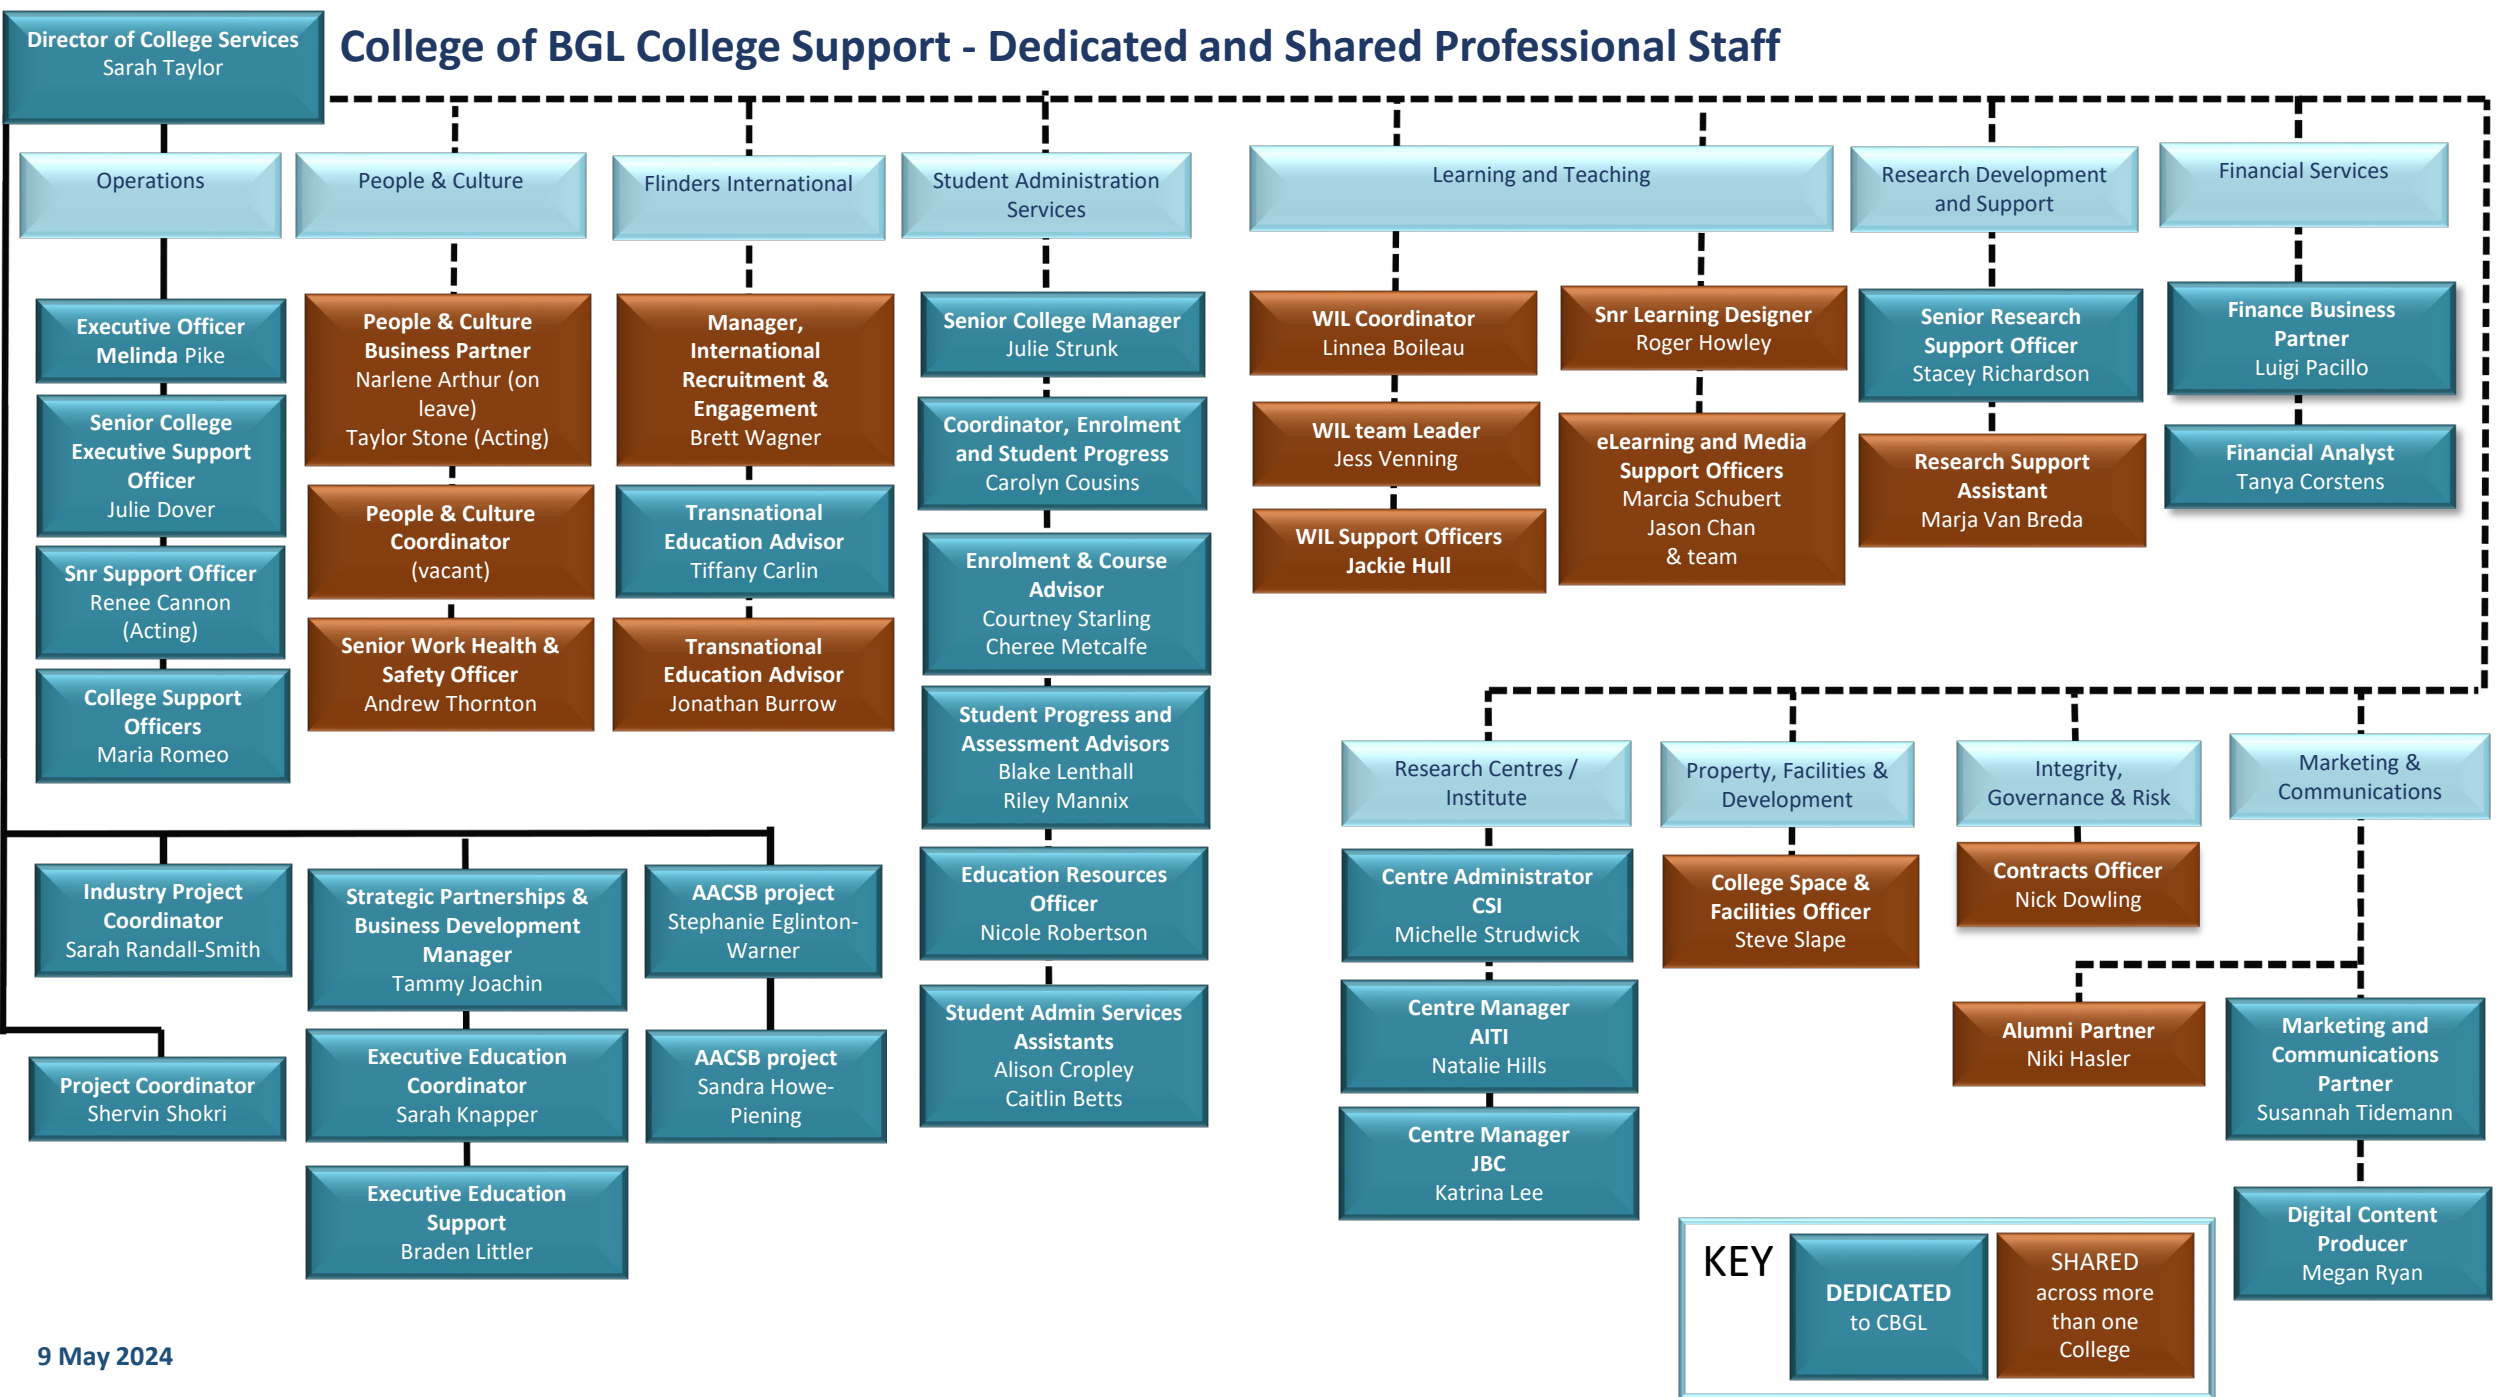 Director of College Services
Sarah Taylor
College of BGL College Support - Dedicated and Shared Professional Staff
Operations
Executive Officer
Melinda Pike
Senior College
Executive Support
Officer
Julie Dover
Snr Support Officer
Renee Cannon
(Acting)
College Support
Officers
Maria Romeo
People & Culture
People & Culture
Business Partner
Narlene Arthur (on
leave)
Taylor Stone (Acting)
People & Culture
Coordinator
(vacant)
Senior Work Health &
Safety Officer
Andrew Thornton
Flinders International
Manager,
International
Recruitment &
Engagement
Brett Wagner
Transnational
Education Advisor
Tiffany Carlin
Transnational
Education Advisor
Jonathan Burrow
Student Administration
Services
Senior College Manager
Julie Strunk
Coordinator, Enrolment
and Student Progress
Carolyn Cousins
Enrolment & Course
Advisor
Courtney Starling
Cheree Metcalfe
Student Progress and
Assessment Advisors
Blake Lenthall
Riley Mannix
Education Resources
Officer
Nicole Robertson
Student Admin Services
Assistants
Alison Cropley
Caitlin Betts
Learning and Teaching
WIL Coordinator
Linnea Boileau
WIL team Leader
Jess Venning
WIL Support Officers
Jackie Hull
Snr Learning Designer
Roger Howley
eLearning and Media
Support Officers
Marcia Schubert
Jason Chan
& team
Research Development
and Support
Senior Research
Support Officer
Stacey Richardson
Research Support
Assistant
Marja Van Breda
Financial Services
Finance Business
Partner
Luigi Pacillo
Financial Analyst
Tanya Corstens
Industry Project
Coordinator
Sarah Randall-Smith
Project Coordinator
Shervin Shokri
Strategic Partnerships &
Business Development
Manager
Tammy Joachin
Executive Education
Coordinator
Sarah Knapper
Executive Education
Support
Braden Littler
AACSB project
Stephanie Eglinton-
Warner
AACSB project
Sandra Howe-
Piening
Research Centres /
Institute
Centre Administrator
CSI
Michelle Strudwick
Centre Manager
AITI
Natalie Hills
Centre Manager
JBC
Katrina Lee
Property, Facilities &
Development
College Space &
Facilities Officer
Steve Slape
Integrity,
Governance & Risk
Contracts Officer
Nick Dowling
Marketing &
Communications
Alumni Partner
Niki Hasler
Marketing and
Communications
Partner
Susannah Tidemann
Digital Content
Producer
Megan Ryan
KEY
DEDICATED
to CBGL
SHARED
across more
than one
College
9 May 2024